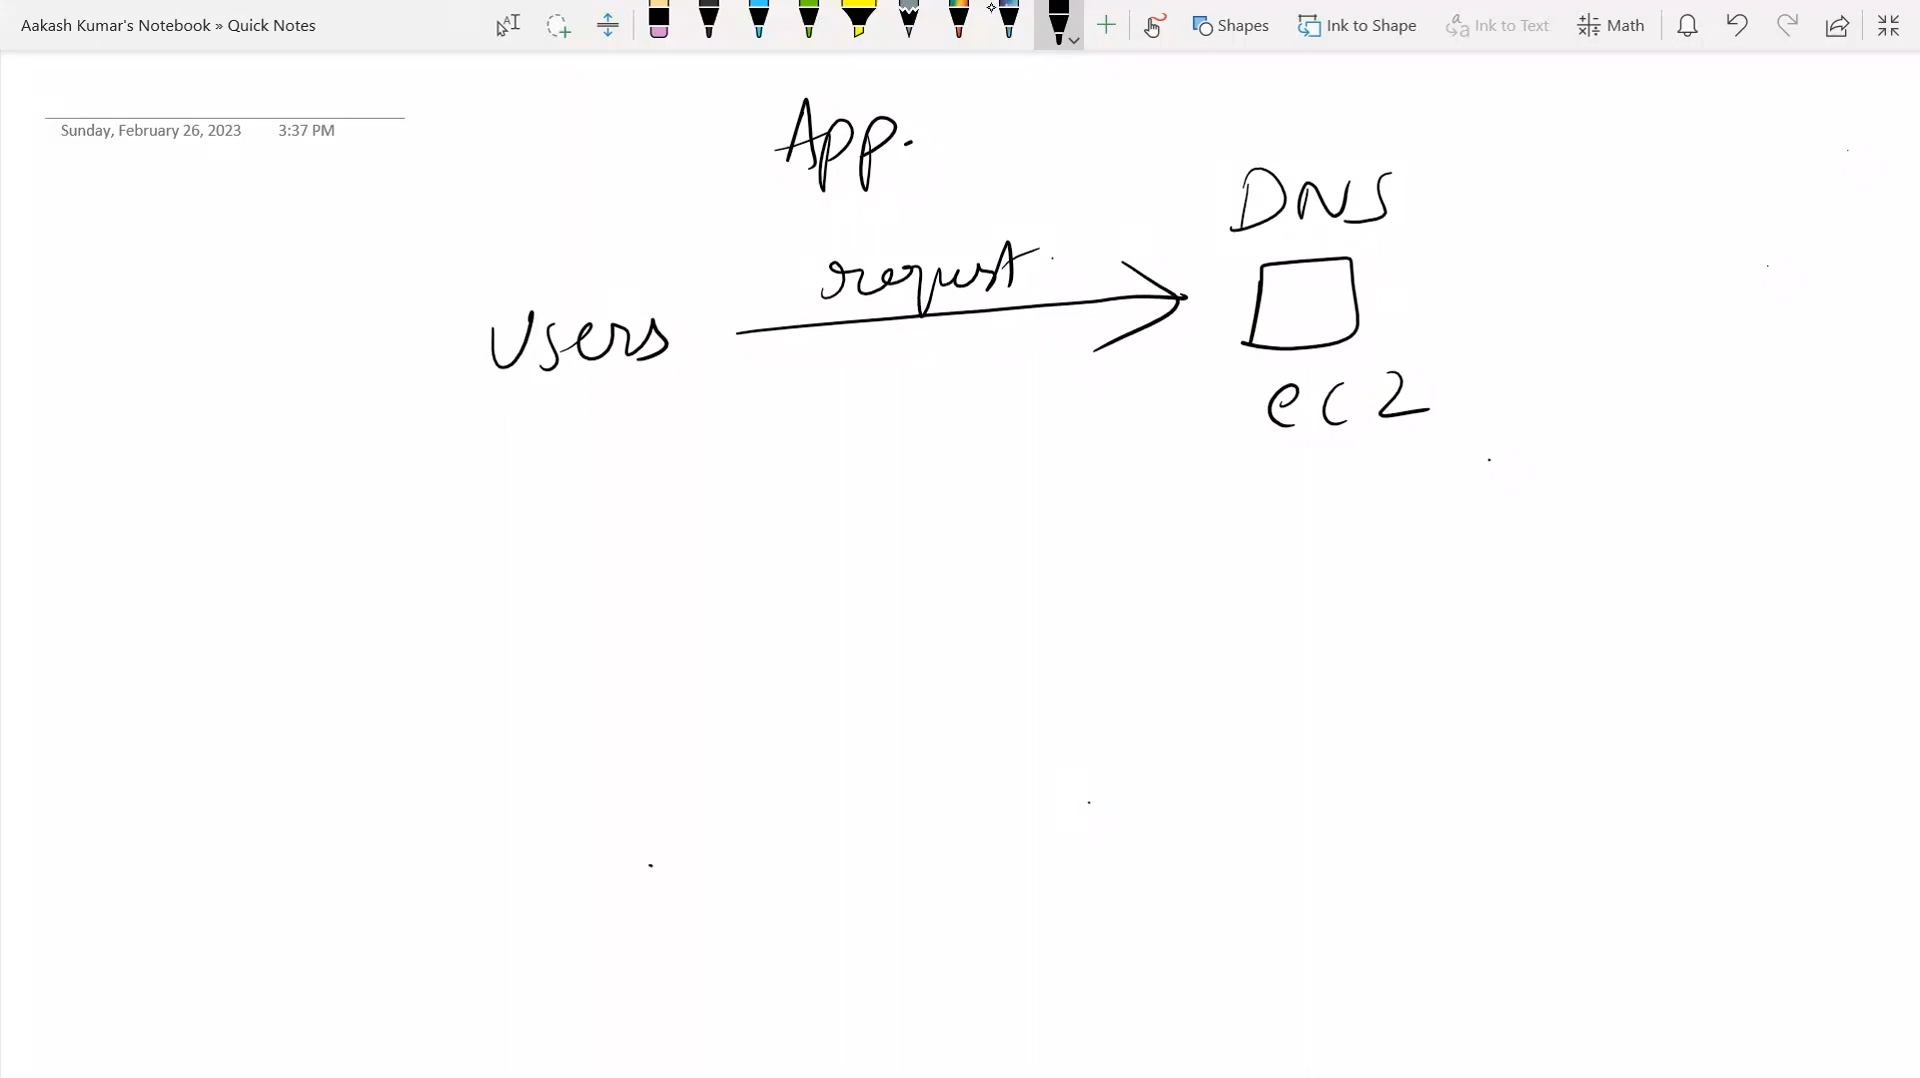 Aakash Kumar's Notebook » Quick Notes
Shapes
Ink to Shape
Ink to Text
Math
Sunday, February 26, 2023 3:37 PM
App.
DNS
request
Users
ec2